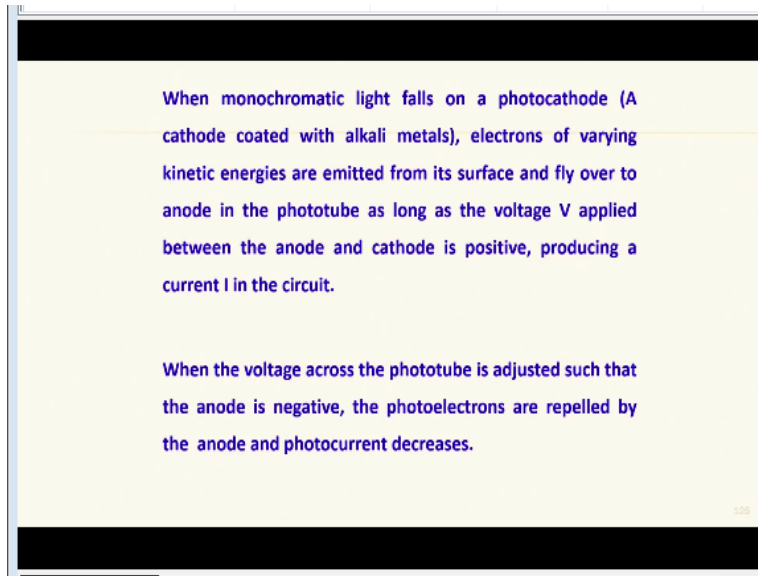 When monochromatic light falls on a photocathode (A
cathode coated with alkali metals), electrons of varying
kinetic energies are emitted from its surface and fly over to
anode in the phototube as long as the voltage V applied
between the anode and cathode is positive, producing a
current I in the circuit.
When the voltage across the phototube is adjusted such that
the anode is negative, the photoelectrons are repelled by
the anode and photocurrent decreases.